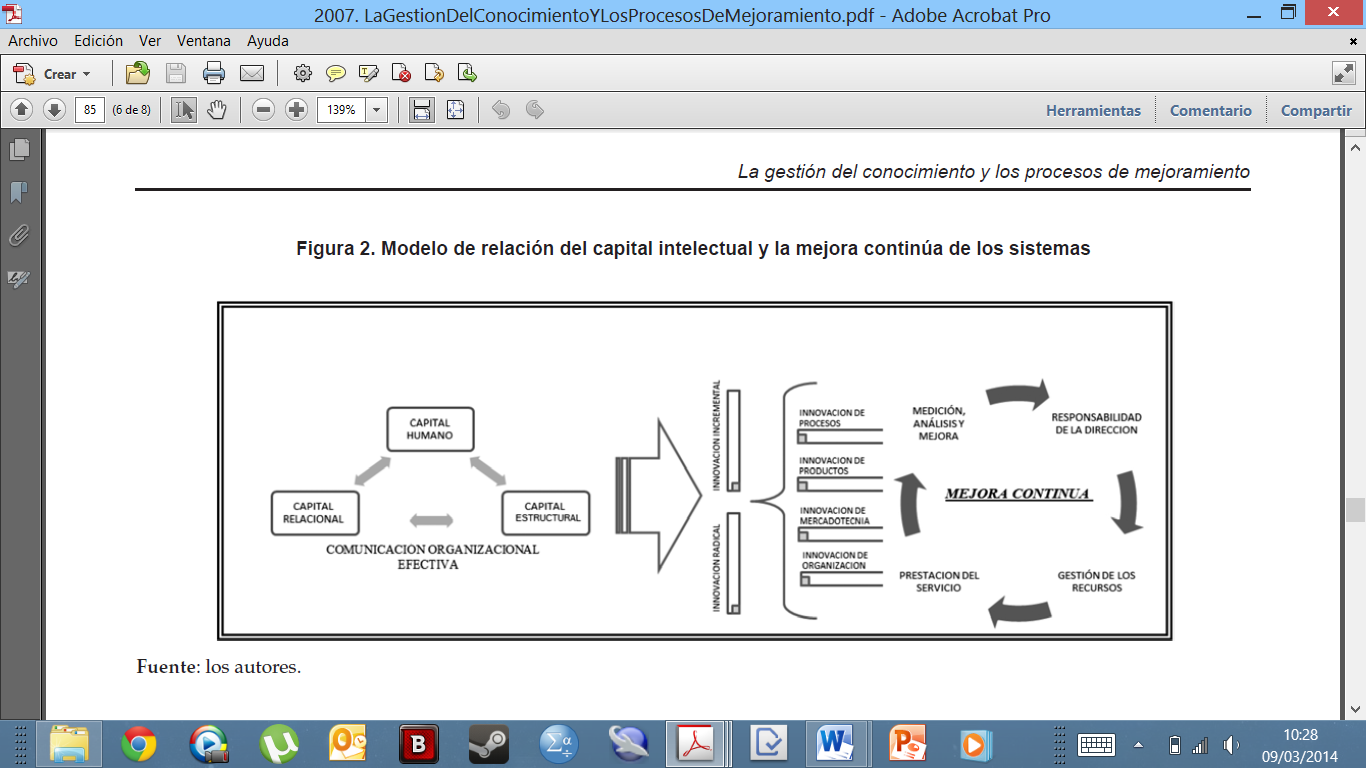 2007. LaGestionDelConocimientoYLosProcesosDeMejoramiento.pdf - Adobe Acrobat Pro
Archivo Edición Ver Ventana Ayuda
Crear
85 (6 de 8) 139% Herramientas Comentario Compartir
La gestión del conocimiento y los procesos de mejoramiento
Figura 2. Modelo de relación del capital intelectual y la mejora continúa de los sistemas
CAPITAL
HUMANO
CAPITAL
RELACIONAL
CAPITAL
ESTRUCTURAL
COMUNICACION ORGANIZACIONAL
EFECTIVA
INNOVACION INCREMENTAL
INNOVACION RADICAL
INNOVACION DE
PROCESOS
INNOVACION DE
PRODUCTOS
INNOVACION DE
MERCADOTECNIA
INNOVACION DE
ORGANIZACION
MEDICIÓN,
ANÁLISIS Y
MEJORA
RESPONSABILIDAD
DE LA DIRECCION
MEJORA CONTINUA
PRESTACION DEL
SERVICIO
GESTIÓN DE LOS
RECURSOS
Fuente: los autores.
10:28
09/03/2014